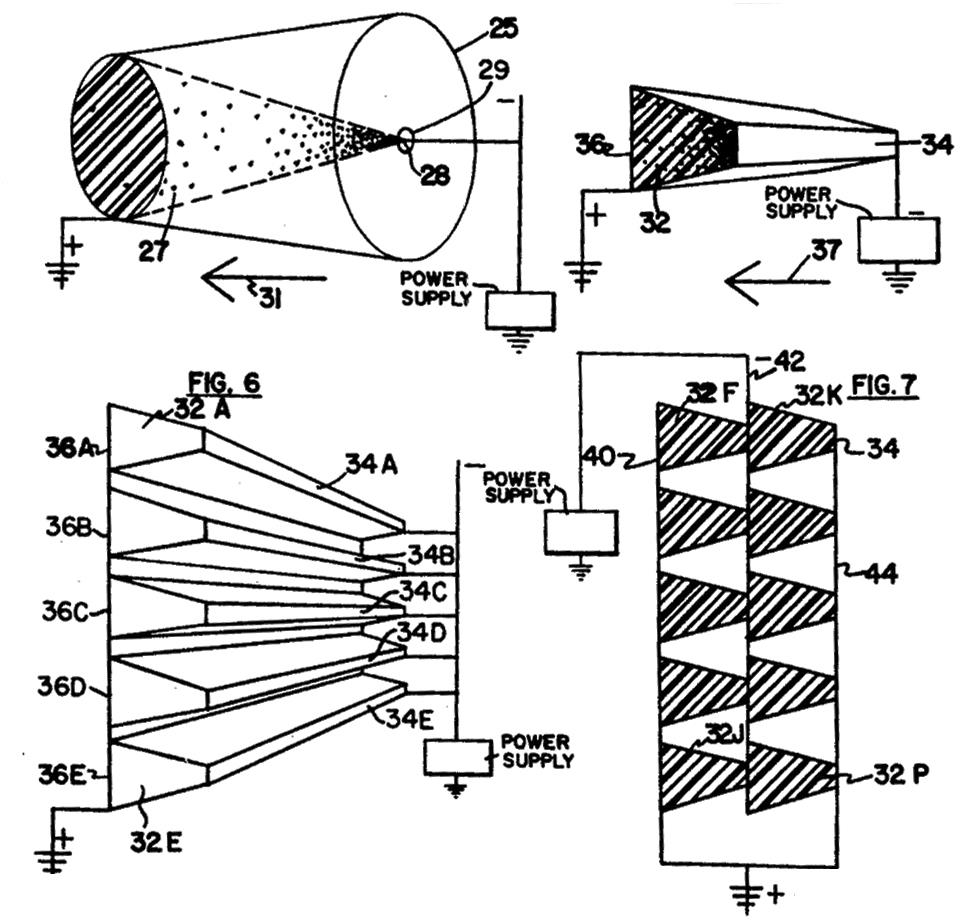 25
29
−
28
27
+
31
POWER
SUPPLY
36
34
32
+
POWER
SUPPLY
−
37
FIG. 6
32 A
36A
34A
−
36B
34B
36C
34C
34D
36D
34E
36E
POWER
SUPPLY
+
32 E
− 42
FIG. 7
32 F
32K
40
34
POWER
SUPPLY
44
32J
32 P
+